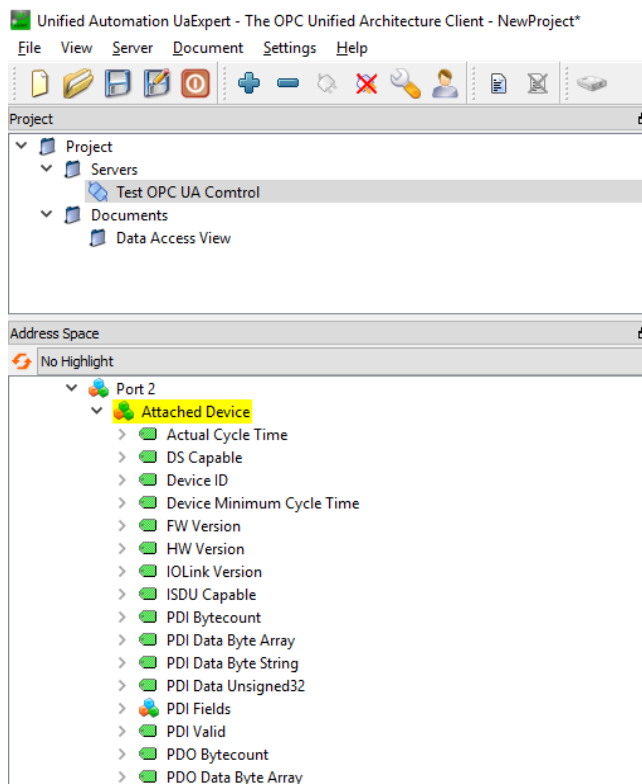 Unified Automation UaExpert - The OPC Unified Architecture Client - NewProject*
File View Server Document Settings Help
Project
Project
Servers
Test OPC UA Comtrol
Documents
Data Access View
Address Space
No Highlight
Port 2
Attached Device
Actual Cycle Time
DS Capable
Device ID
Device Minimum Cycle Time
FW Version
HW Version
IOLink Version
ISDU Capable
PDI Bytecount
PDI Data Byte Array
PDI Data Byte String
PDI Data Unsigned32
PDI Fields
PDI Valid
PDO Bytecount
PDO Data Byte Array